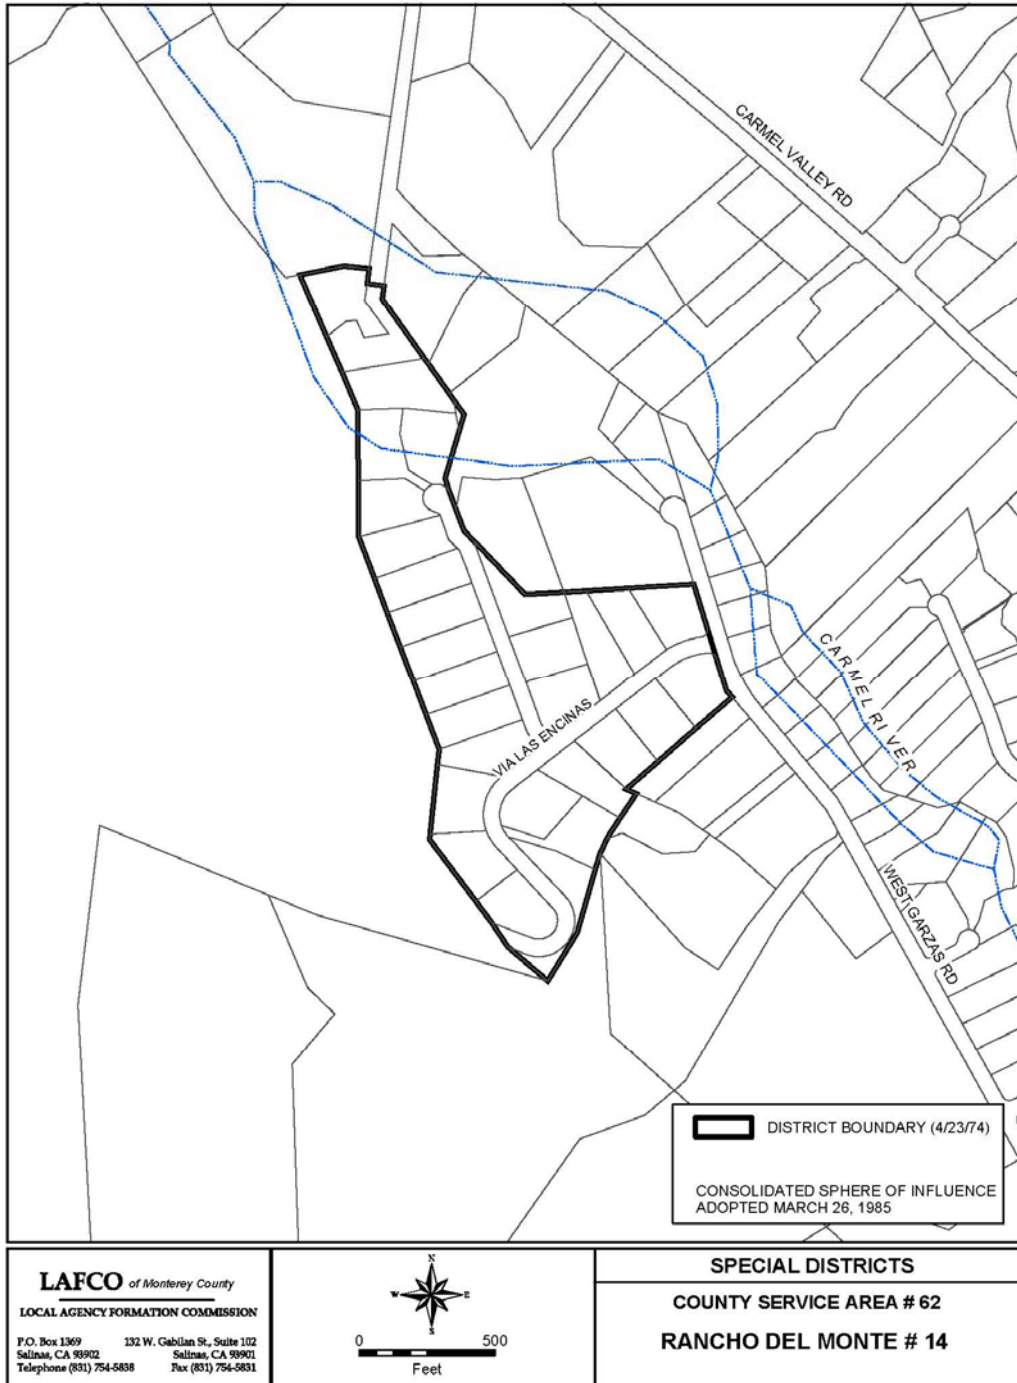 CARMEL VALLEY RD
CARMEL RIVER
VIA LAS ENCINAS
WEST GARZAS RD
DISTRICT BOUNDARY (4/23/74)
CONSOLIDATED SPHERE OF INFLUENCE
ADOPTED MARCH 26, 1985
LAFCO of Monterey County
LOCAL AGENCY FORMATION COMMISSION
P.O. Box 1369 132 W. Gabilan St., Suite 102
Salinas, CA 93902 Salinas, CA 93901
Telephone (831) 754-5838 Fax (831) 754-5831
N
W E
S
0 500
Feet
SPECIAL DISTRICTS
COUNTY SERVICE AREA # 62
RANCHO DEL MONTE # 14